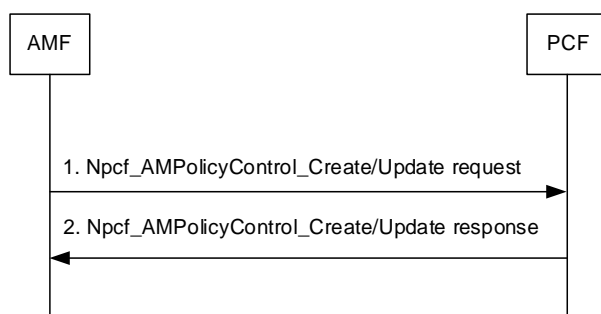 AMF
PCF
1. Npcf_AMPolicyControl_Create/Update request
2. Npcf_AMPolicyControl_Create/Update response